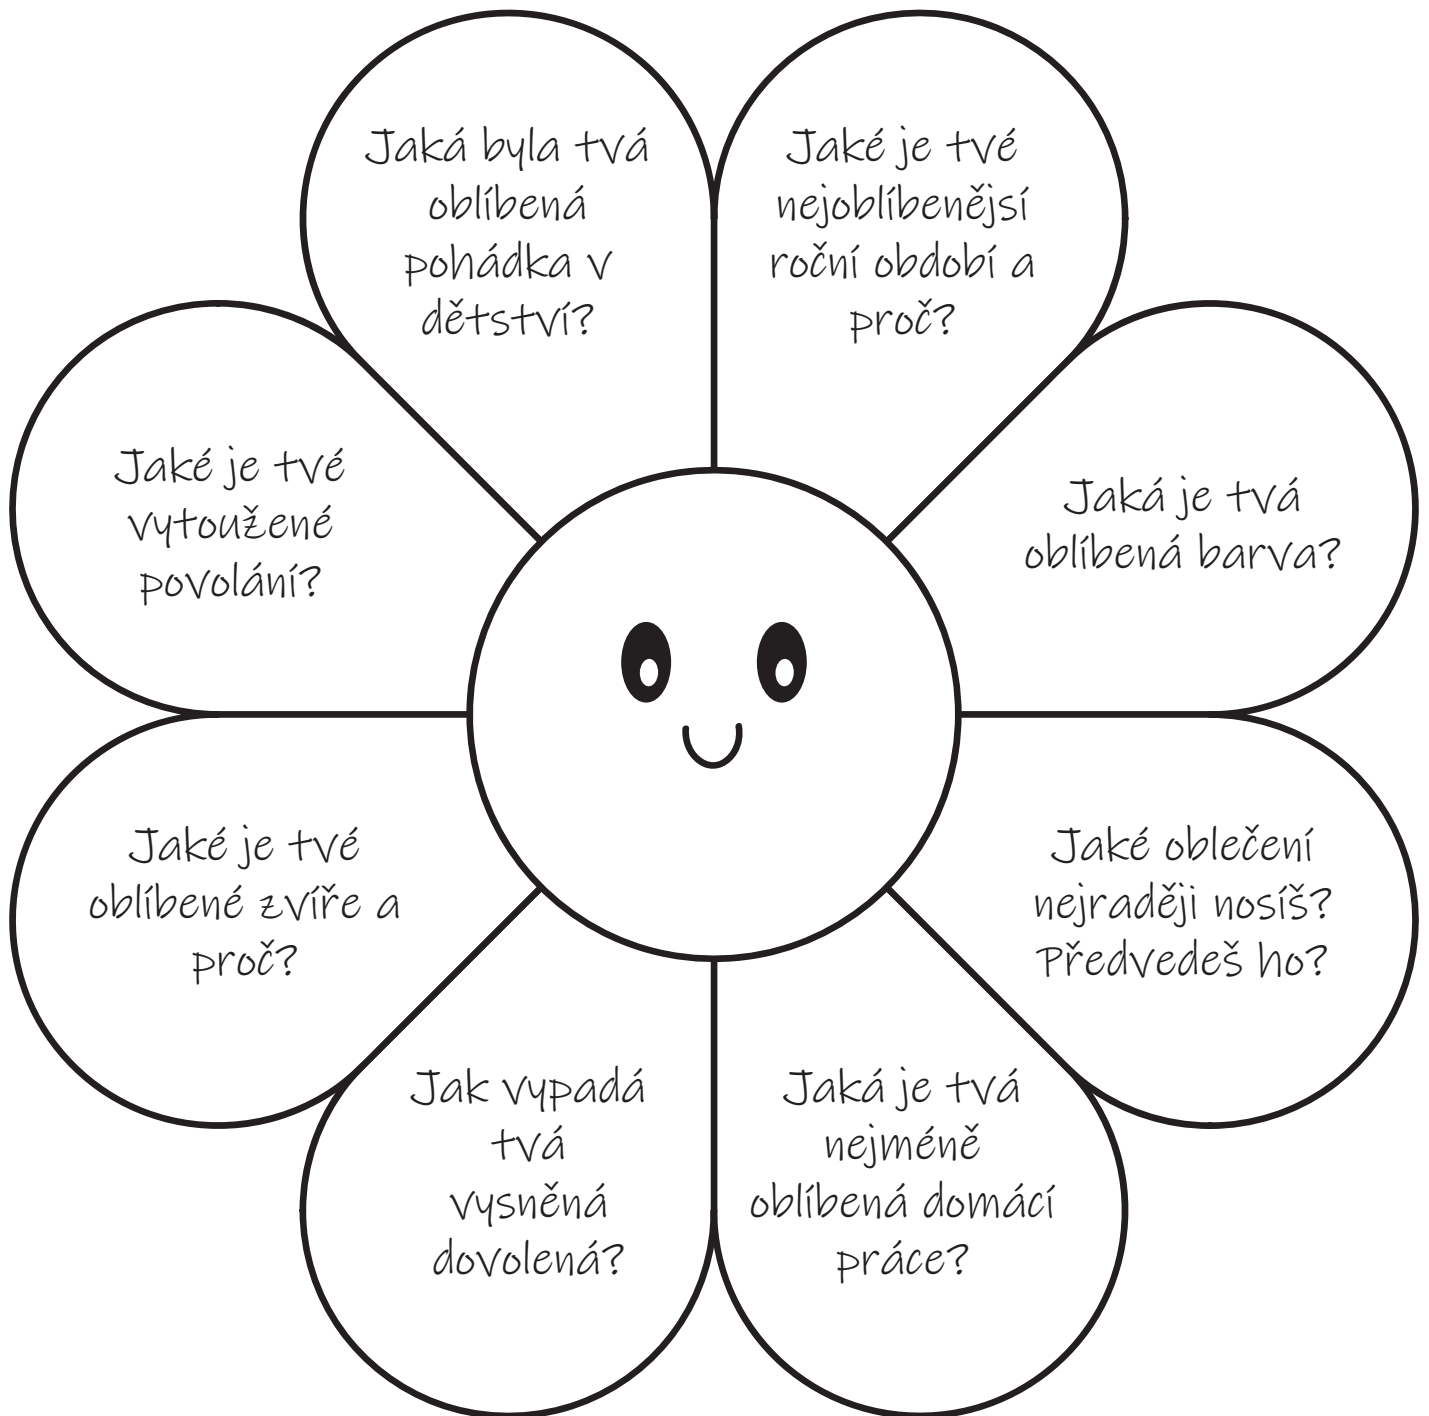 Jaká byla tvá
oblíbená
pohádka v
dětství?
Jaké je tvé
nejoblíbenějsí
roční období a
proč?
Jaké je tvé
vytoužené
povolání?
Jaká je tvá
oblíbená barva?
Jaké je tvé
oblíbené zvíře a
proč?
Jaké oblečení
nejraději nosíš?
Předvedeš ho?
Jak vypadá
tvá
vysněná
dovolená?
Jaká je tvá
nejméně
oblíbená domácí
práce?